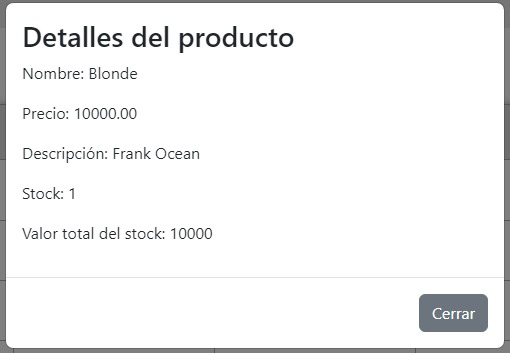 Detalles del producto
Nombre: Blonde
Precio: 10000.00
Descripción: Frank Ocean
Stock: 1
Valor total del stock: 10000
Cerrar